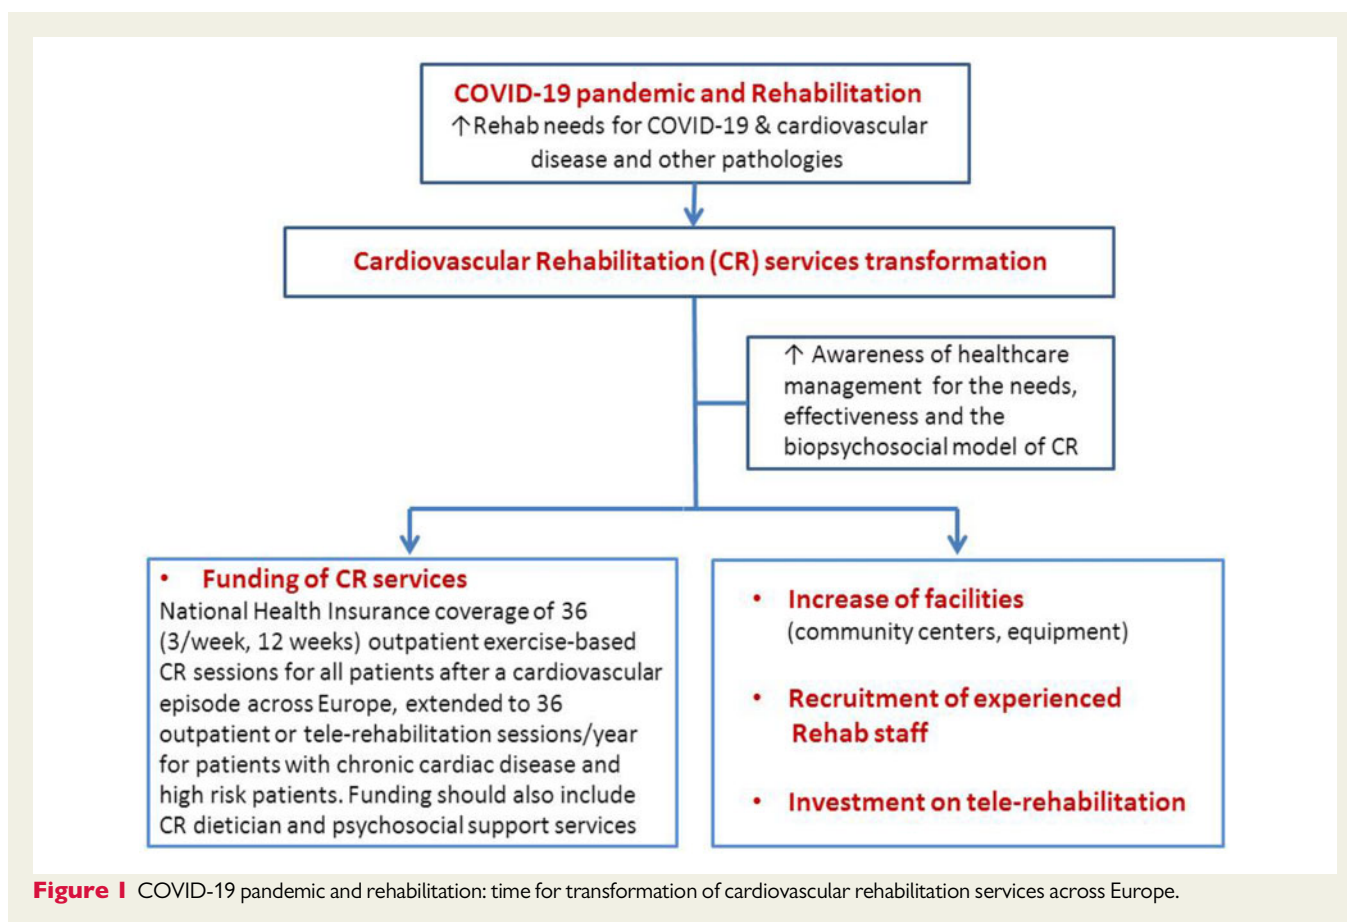 COVID-19 pandemic and Rehabilitation
↑Rehab needs for COVID-19 & cardiovascular
disease and other pathologies
Cardiovascular Rehabilitation (CR) services transformation
↑ Awareness of healthcare
management for the needs,
effectiveness and the
biopsychosocial model of CR
• Funding of CR services
National Health Insurance coverage of 36
(3/week, 12 weeks) outpatient exercise-based
CR sessions for all patients after a cardiovascular
episode across Europe, extended to 36
outpatient or tele-rehabilitation sessions/year
for patients with chronic cardiac disease and
high risk patients. Funding should also include
CR dietician and psychosocial support services
• Increase of facilities
(community centers, equipment)
• Recruitment of experienced
Rehab staff
• Investment on tele-rehabilitation
Figure 1 COVID-19 pandemic and rehabilitation: time for transformation of cardiovascular rehabilitation services across Europe.